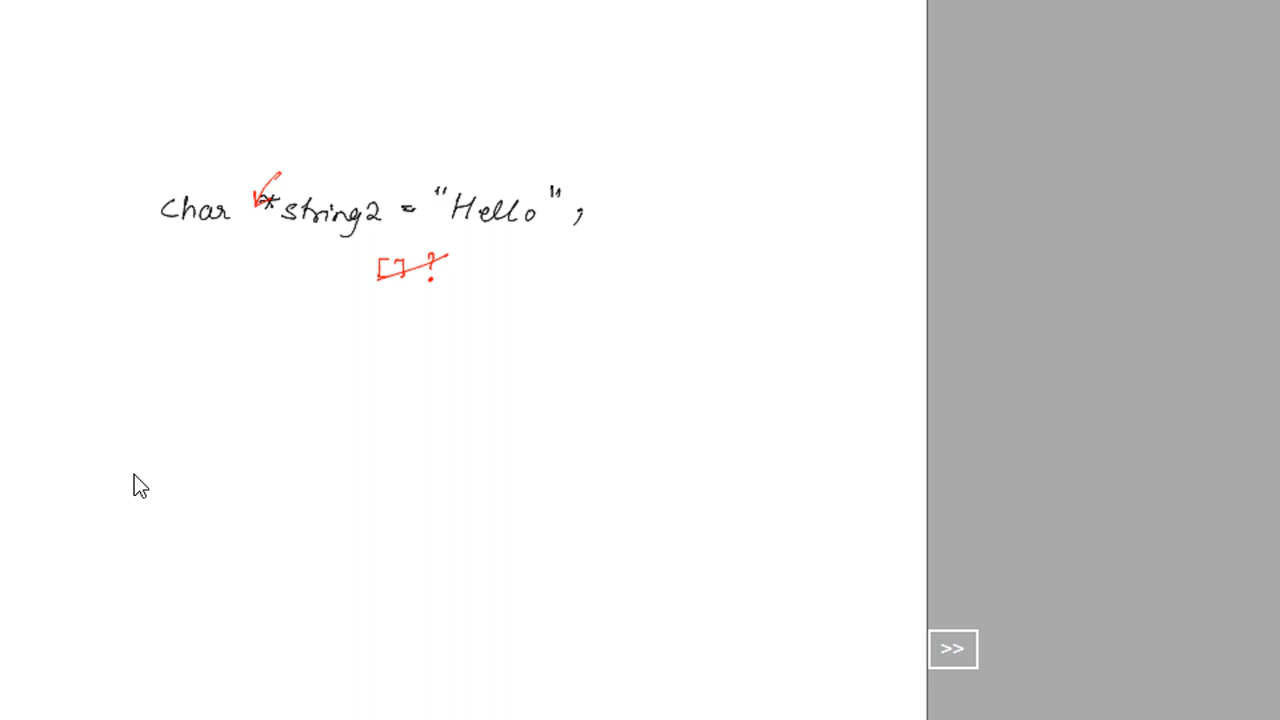 char *string2 = "Hello";
[] ?
>>